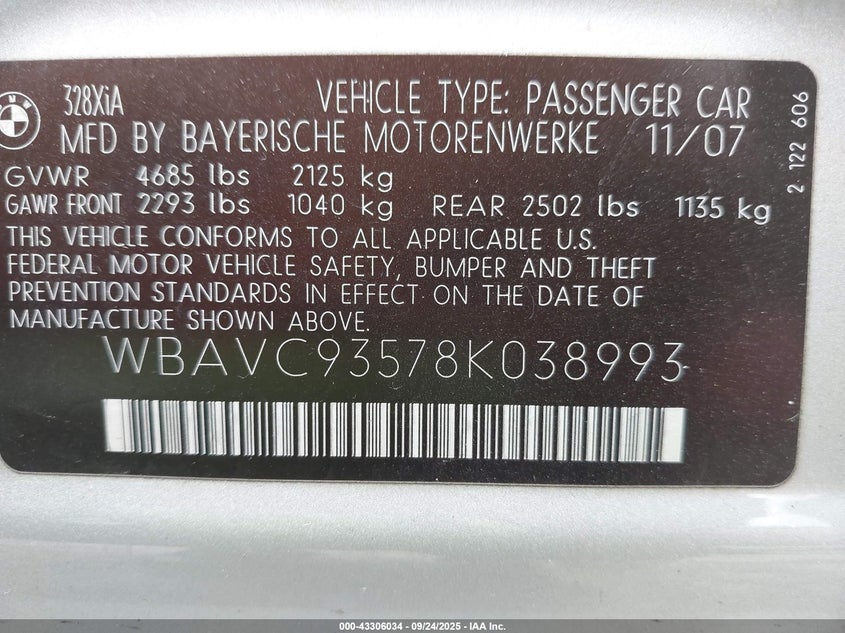 BMW
328XiA VEHICLE TYPE: PASSENGER CAR
MFD BY BAYERISCHE MOTORENWERKE 11/07
GVWR 4685 lbs 2125 kg
GAWR FRONT 2293 lbs 1040 kg REAR 2502 lbs 1135 kg
THIS VEHICLE CONFORMS TO ALL APPLICABLE U.S.
FEDERAL MOTOR VEHICLE SAFETY, BUMPER AND THEFT
PREVENTION STANDARDS IN EFFECT ON THE DATE OF
MANUFACTURE SHOWN ABOVE.
WBAVC93578K038993
2 122 606
000-43306034 - 09/24/2025 - IAA Inc.